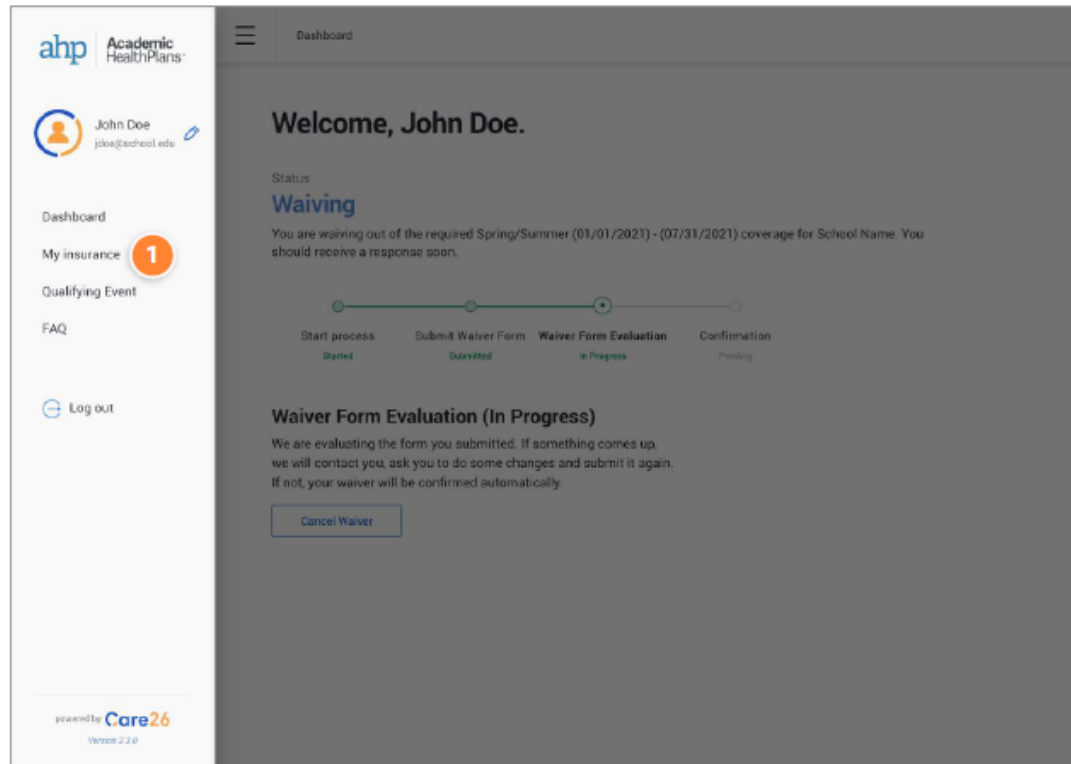 ahp Academic HealthPlans
John Doe
jdoe@school.edu
Dashboard
My insurance
1
Qualifying Event
FAQ
Log out
powered by Care26
Version 2.2.0
Dashboard
Welcome, John Doe.
Status
Waiving
You are waiving out of the required Spring/Summer (01/01/2021) - (07/31/2021) coverage for School Name. You
should receive a response soon.
Start process Submit Waiver Form Waiver Form Evaluation Confirmation
Started Submitted In Progress Pending
Waiver Form Evaluation (In Progress)
We are evaluating the form you submitted. If something comes up,
we will contact you, ask you to do some changes and submit it again.
If not, your waiver will be confirmed automatically.
Cancel Waiver